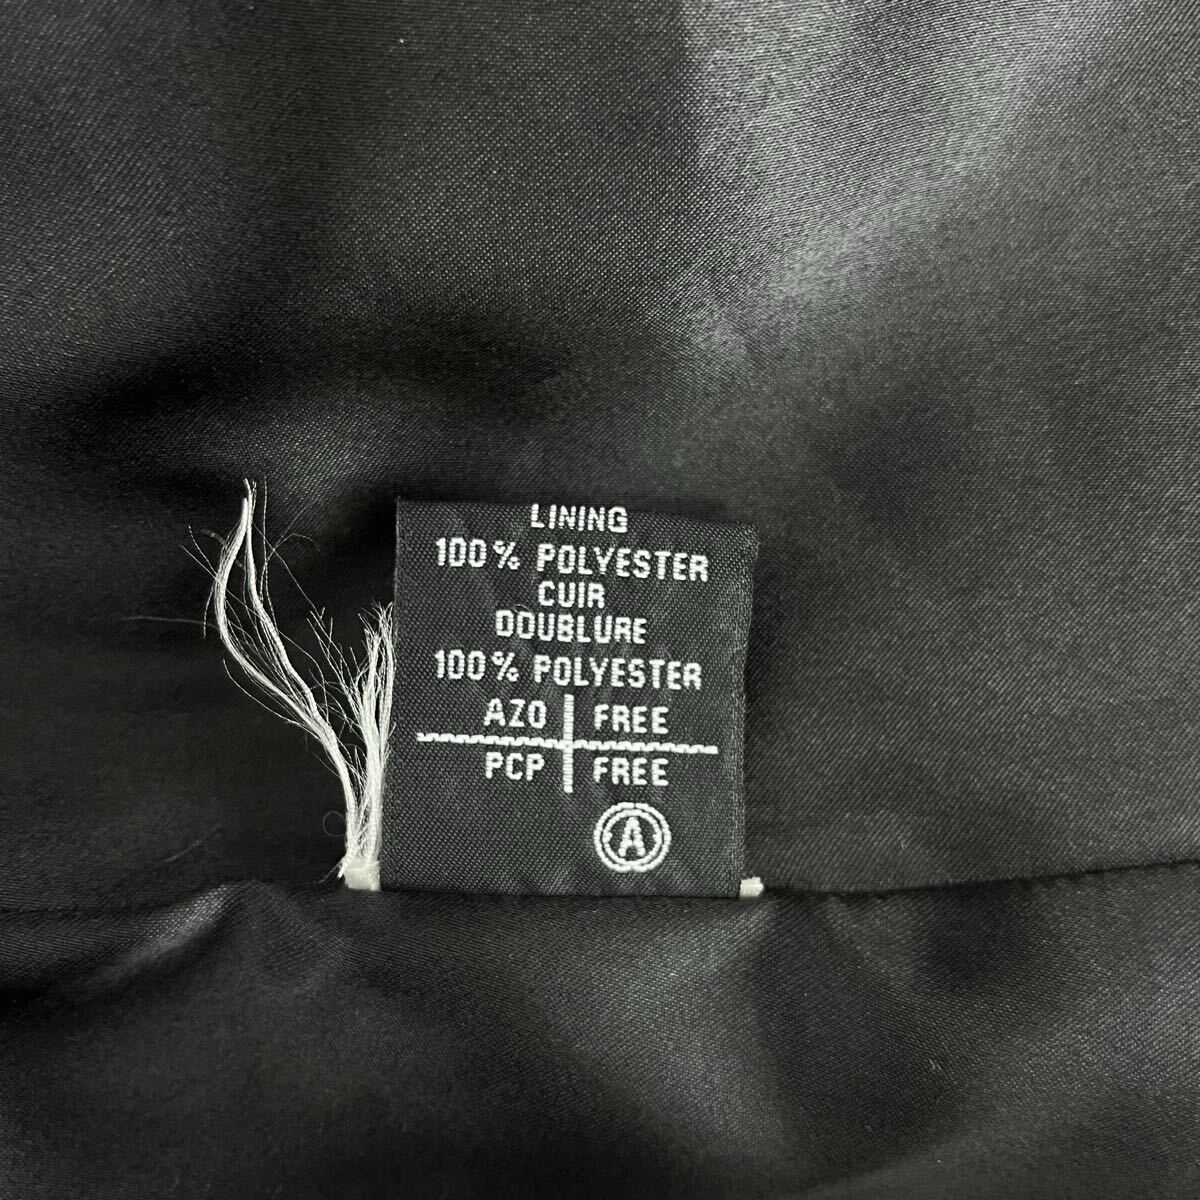 LINING
100% POLYESTER
CUIR
DOUBLURE
100% POLYESTER
AZO FREE
PCP FREE
A